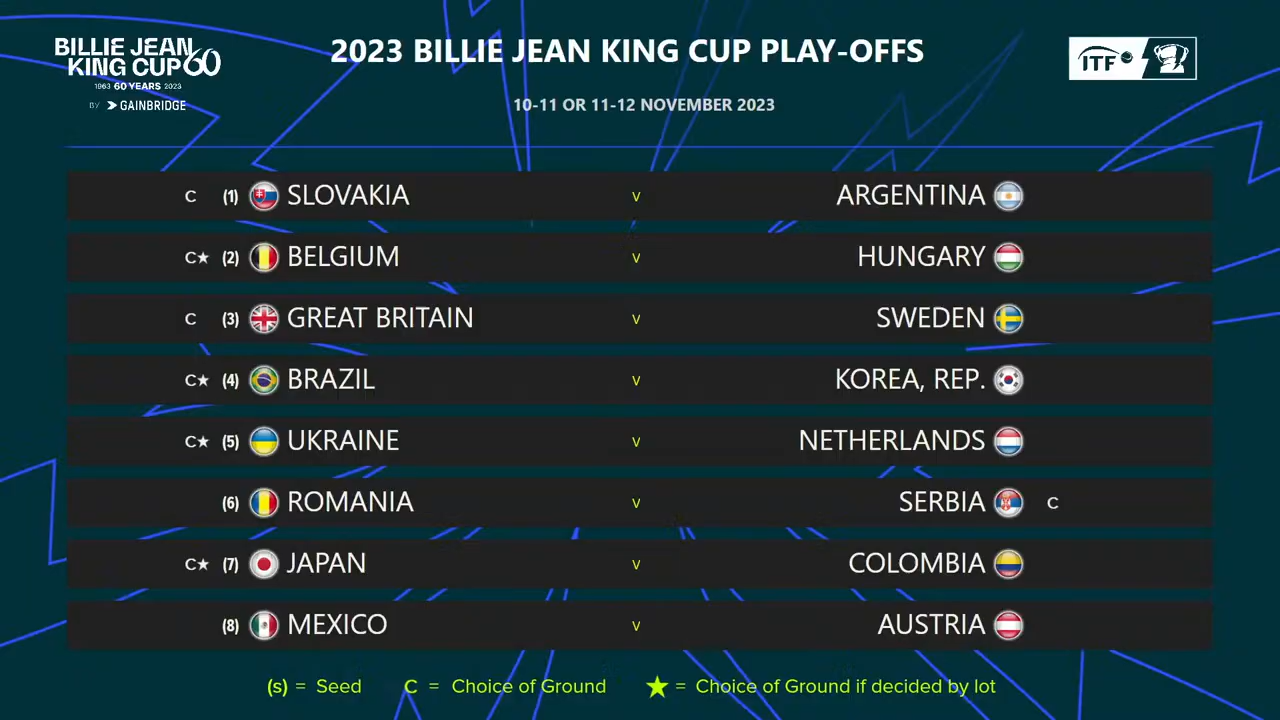 BILLIE JEAN
KING CUP 60
1963 60 YEARS 2023
BY GAINBRIDGE
2023 BILLIE JEAN KING CUP PLAY-OFFS
10-11 OR 11-12 NOVEMBER 2023
ITF
C (1) SLOVAKIA v ARGENTINA
C★ (2) BELGIUM v HUNGARY
C (3) GREAT BRITAIN v SWEDEN
C★ (4) BRAZIL v KOREA, REP.
C★ (5) UKRAINE v NETHERLANDS
(6) ROMANIA v SERBIA C
C★ (7) JAPAN v COLOMBIA
(8) MEXICO v AUSTRIA
(s) = Seed C = Choice of Ground ★ = Choice of Ground if decided by lot